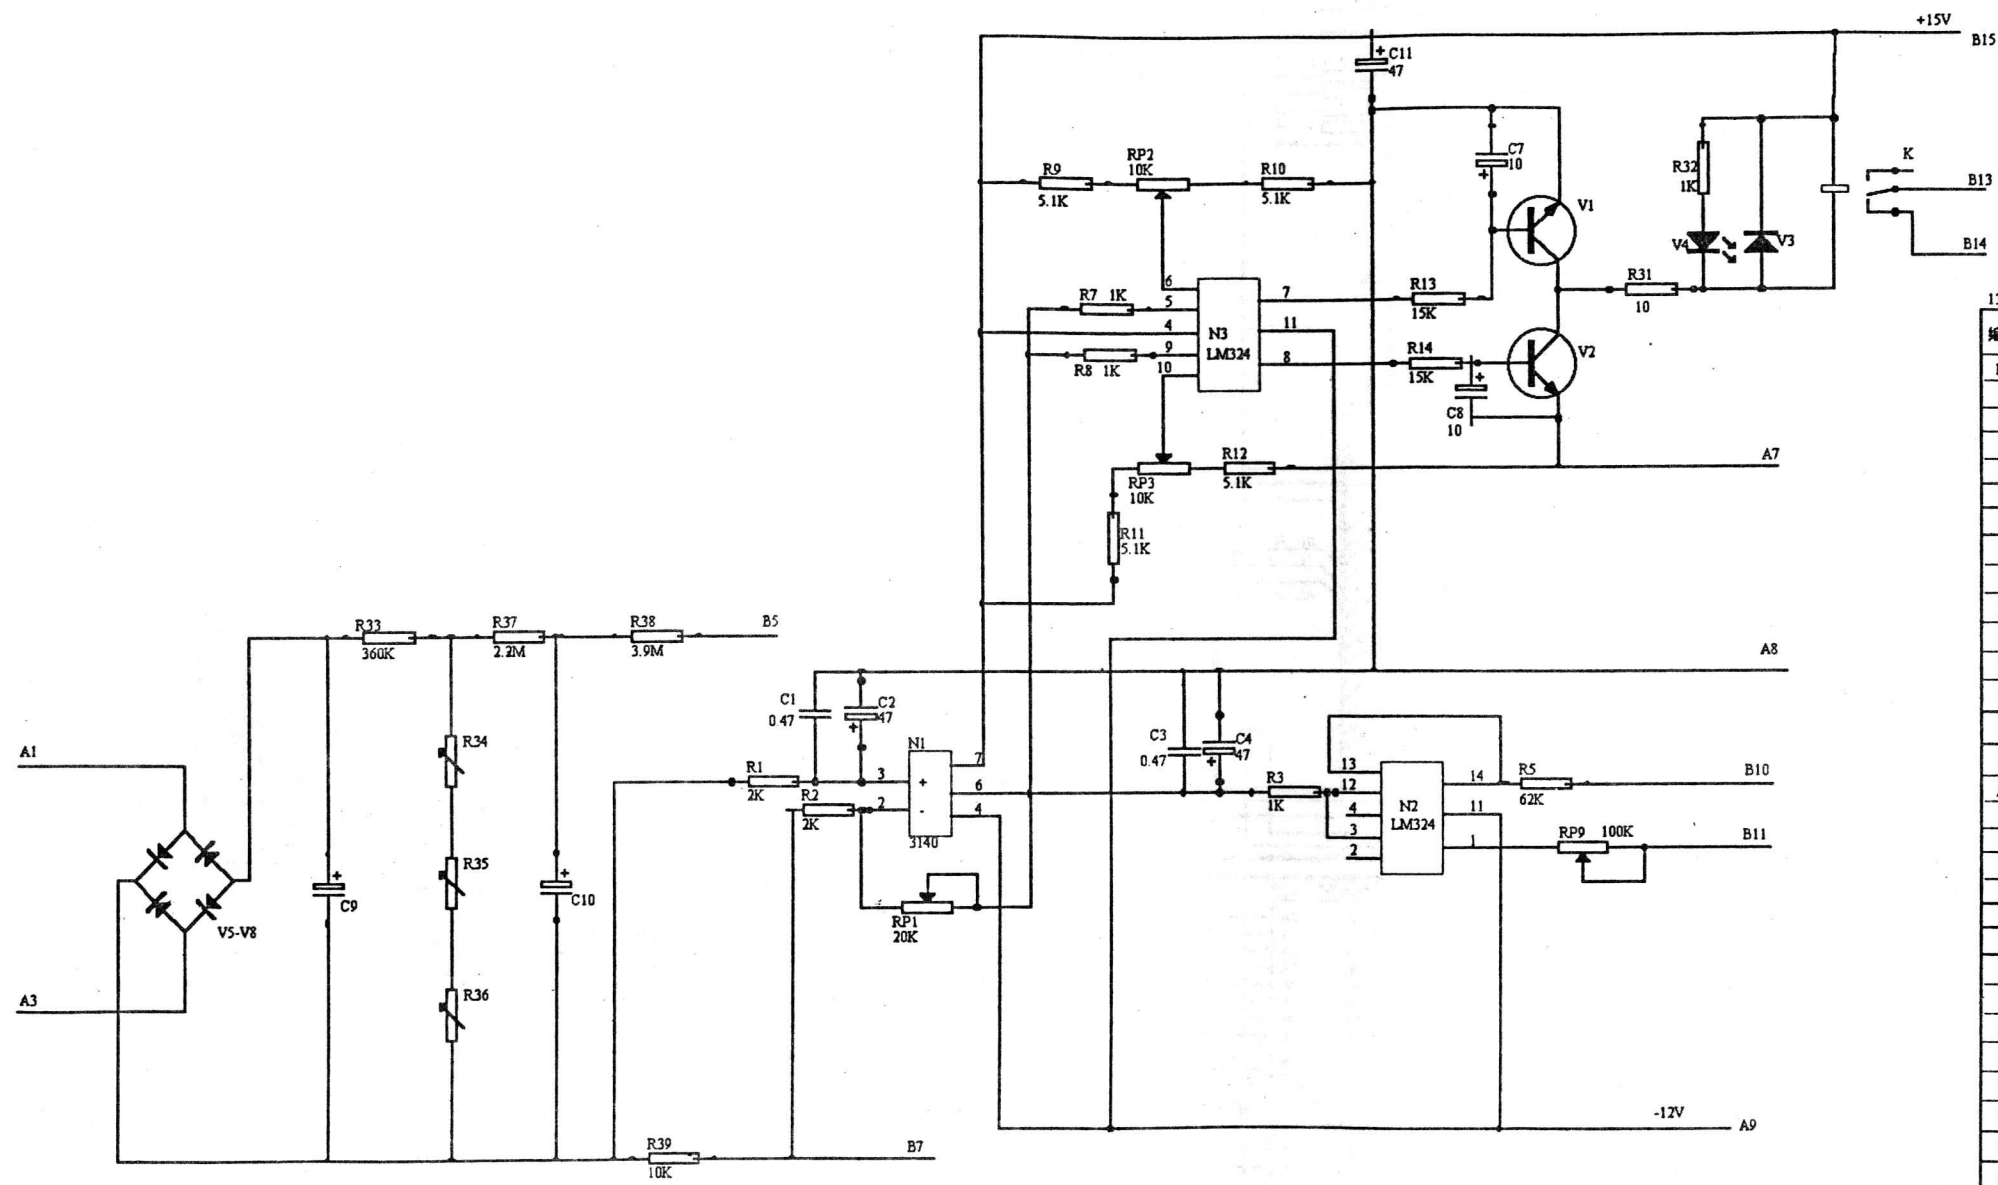 +15V
B15
+ C11
47
C7
10
+
R9
5.1K
RP2
10K
R10
5.1K
V1
R32
1K
V4
V3
K
B13
B14
R31
10
R7 1K
R8 1K
6
5
4
9
10
N3
LM324
7
11
8
R13
15K
R14
15K
V2
+
C8
10
RP3
10K
R12
5.1K
A7
R11
5.1K
R33
360K
R37
2.2M
R38
3.9M
B5
A8
C1
0.47
C2
47
+
C3
0.47
C4
47
+
R34
A1
R1
2K
R2
2K
N1
3
+
2
-
7
6
4
3140
R3
1K
13
12
4
3
2
N2
LM324
14
11
1
R5
62K
B10
RP9 100K
B11
R35
+
C9
+
C10
V5-V8
RP1
20K
A3
R36
-12V
A9
R39
10K
B7